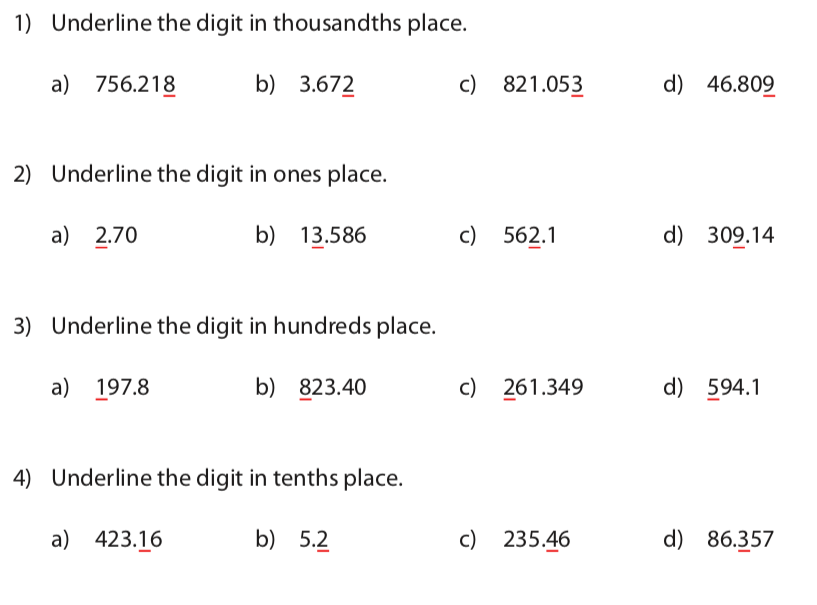 1) Underline the digit in thousandths place.
a) 756.218 b) 3.672 c) 821.053 d) 46.809
2) Underline the digit in ones place.
a) 2.70 b) 13.586 c) 562.1 d) 309.14
3) Underline the digit in hundreds place.
a) 197.8 b) 823.40 c) 261.349 d) 594.1
4) Underline the digit in tenths place.
a) 423.16 b) 5.2 c) 235.46 d) 86.357